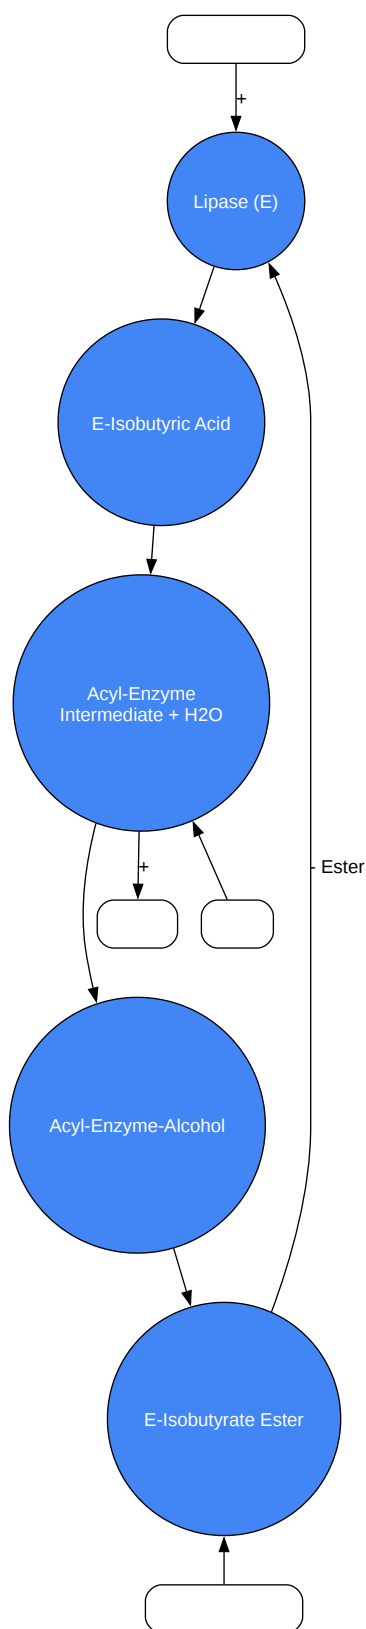 +
Lipase (E)
E-Isobutyric Acid
Acyl-Enzyme
Intermediate + H2O
+
- Ester
Acyl-Enzyme-Alcohol
E-Isobutyrate Ester